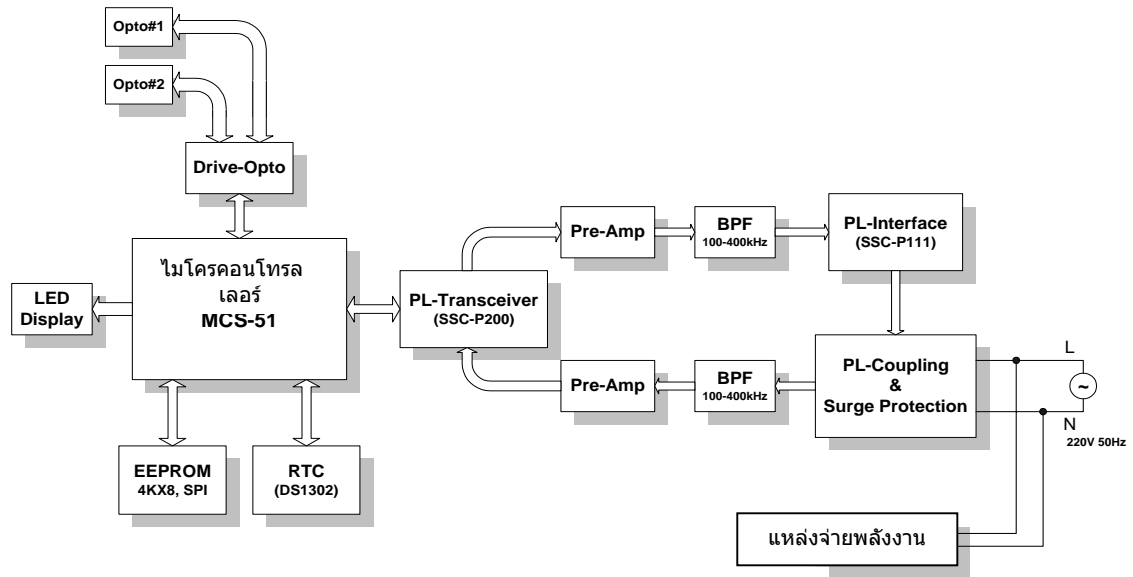 Opto#1
Opto#2
Drive-Opto
ไมโครคอนโทรล
เลอร์
MCS-51
LED
Display
EEPROM
4KX8, SPI
RTC
(DS1302)
PL-Transceiver
(SSC-P200)
Pre-Amp
BPF
100-400kHz
PL-Interface
(SSC-P111)
Pre-Amp
BPF
100-400kHz
PL-Coupling
&
Surge Protection
L
~
N
220V 50Hz
แหล่งจ่ายพลังงาน